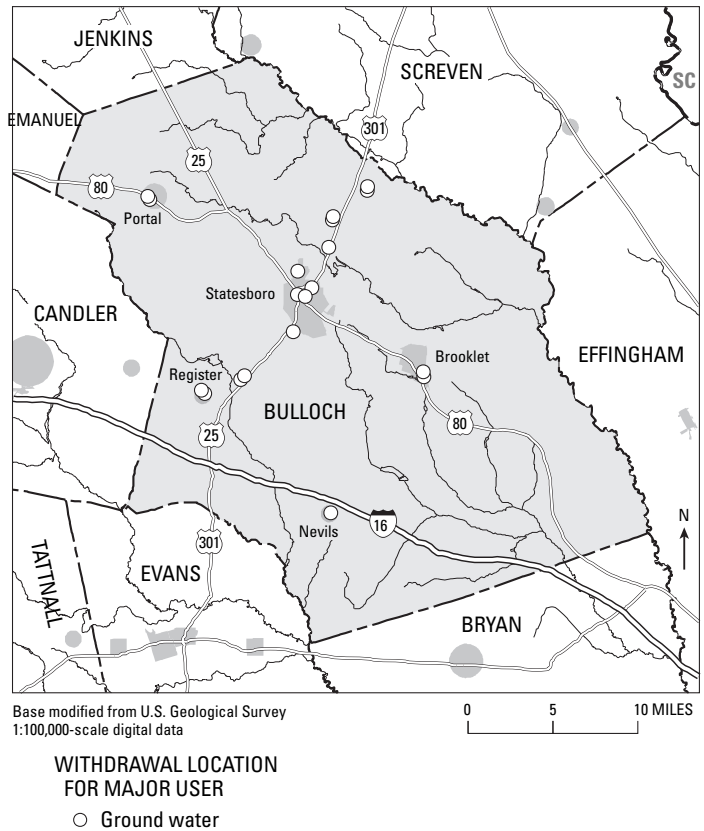 JENKINS
SCREVEN
SC
EMANUEL
301
25
80
Portal
Statesboro
CANDLER
EFFINGHAM
Brooklet
Register
BULLOCH
80
25
16
Nevils
N
301
TATTNALL
EVANS
BRYAN
Base modified from U.S. Geological Survey
1:100,000-scale digital data
0 5 10 MILES
WITHDRAWAL LOCATION
FOR MAJOR USER
Ground water